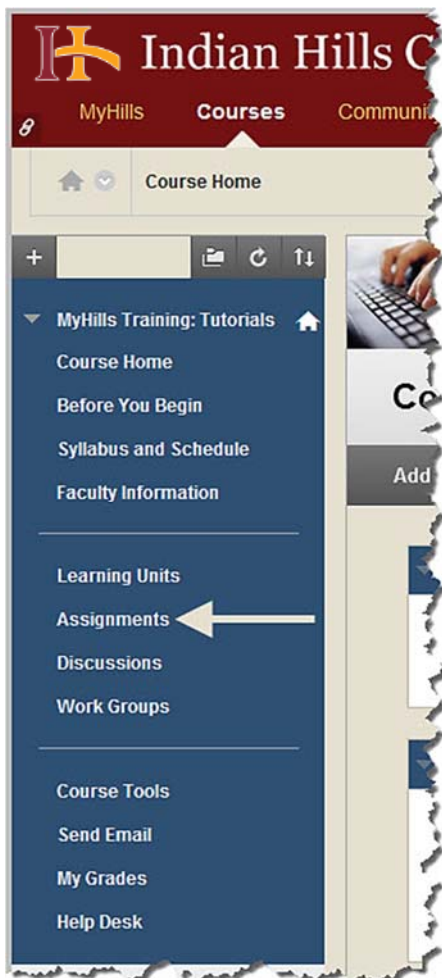 Indian Hills C
MyHills Courses Communi
Course Home
MyHills Training: Tutorials
Course Home
Before You Begin
Syllabus and Schedule
Faculty Information
Learning Units
Assignments
Discussions
Work Groups
Course Tools
Send Email
My Grades
Help Desk
Co
Add